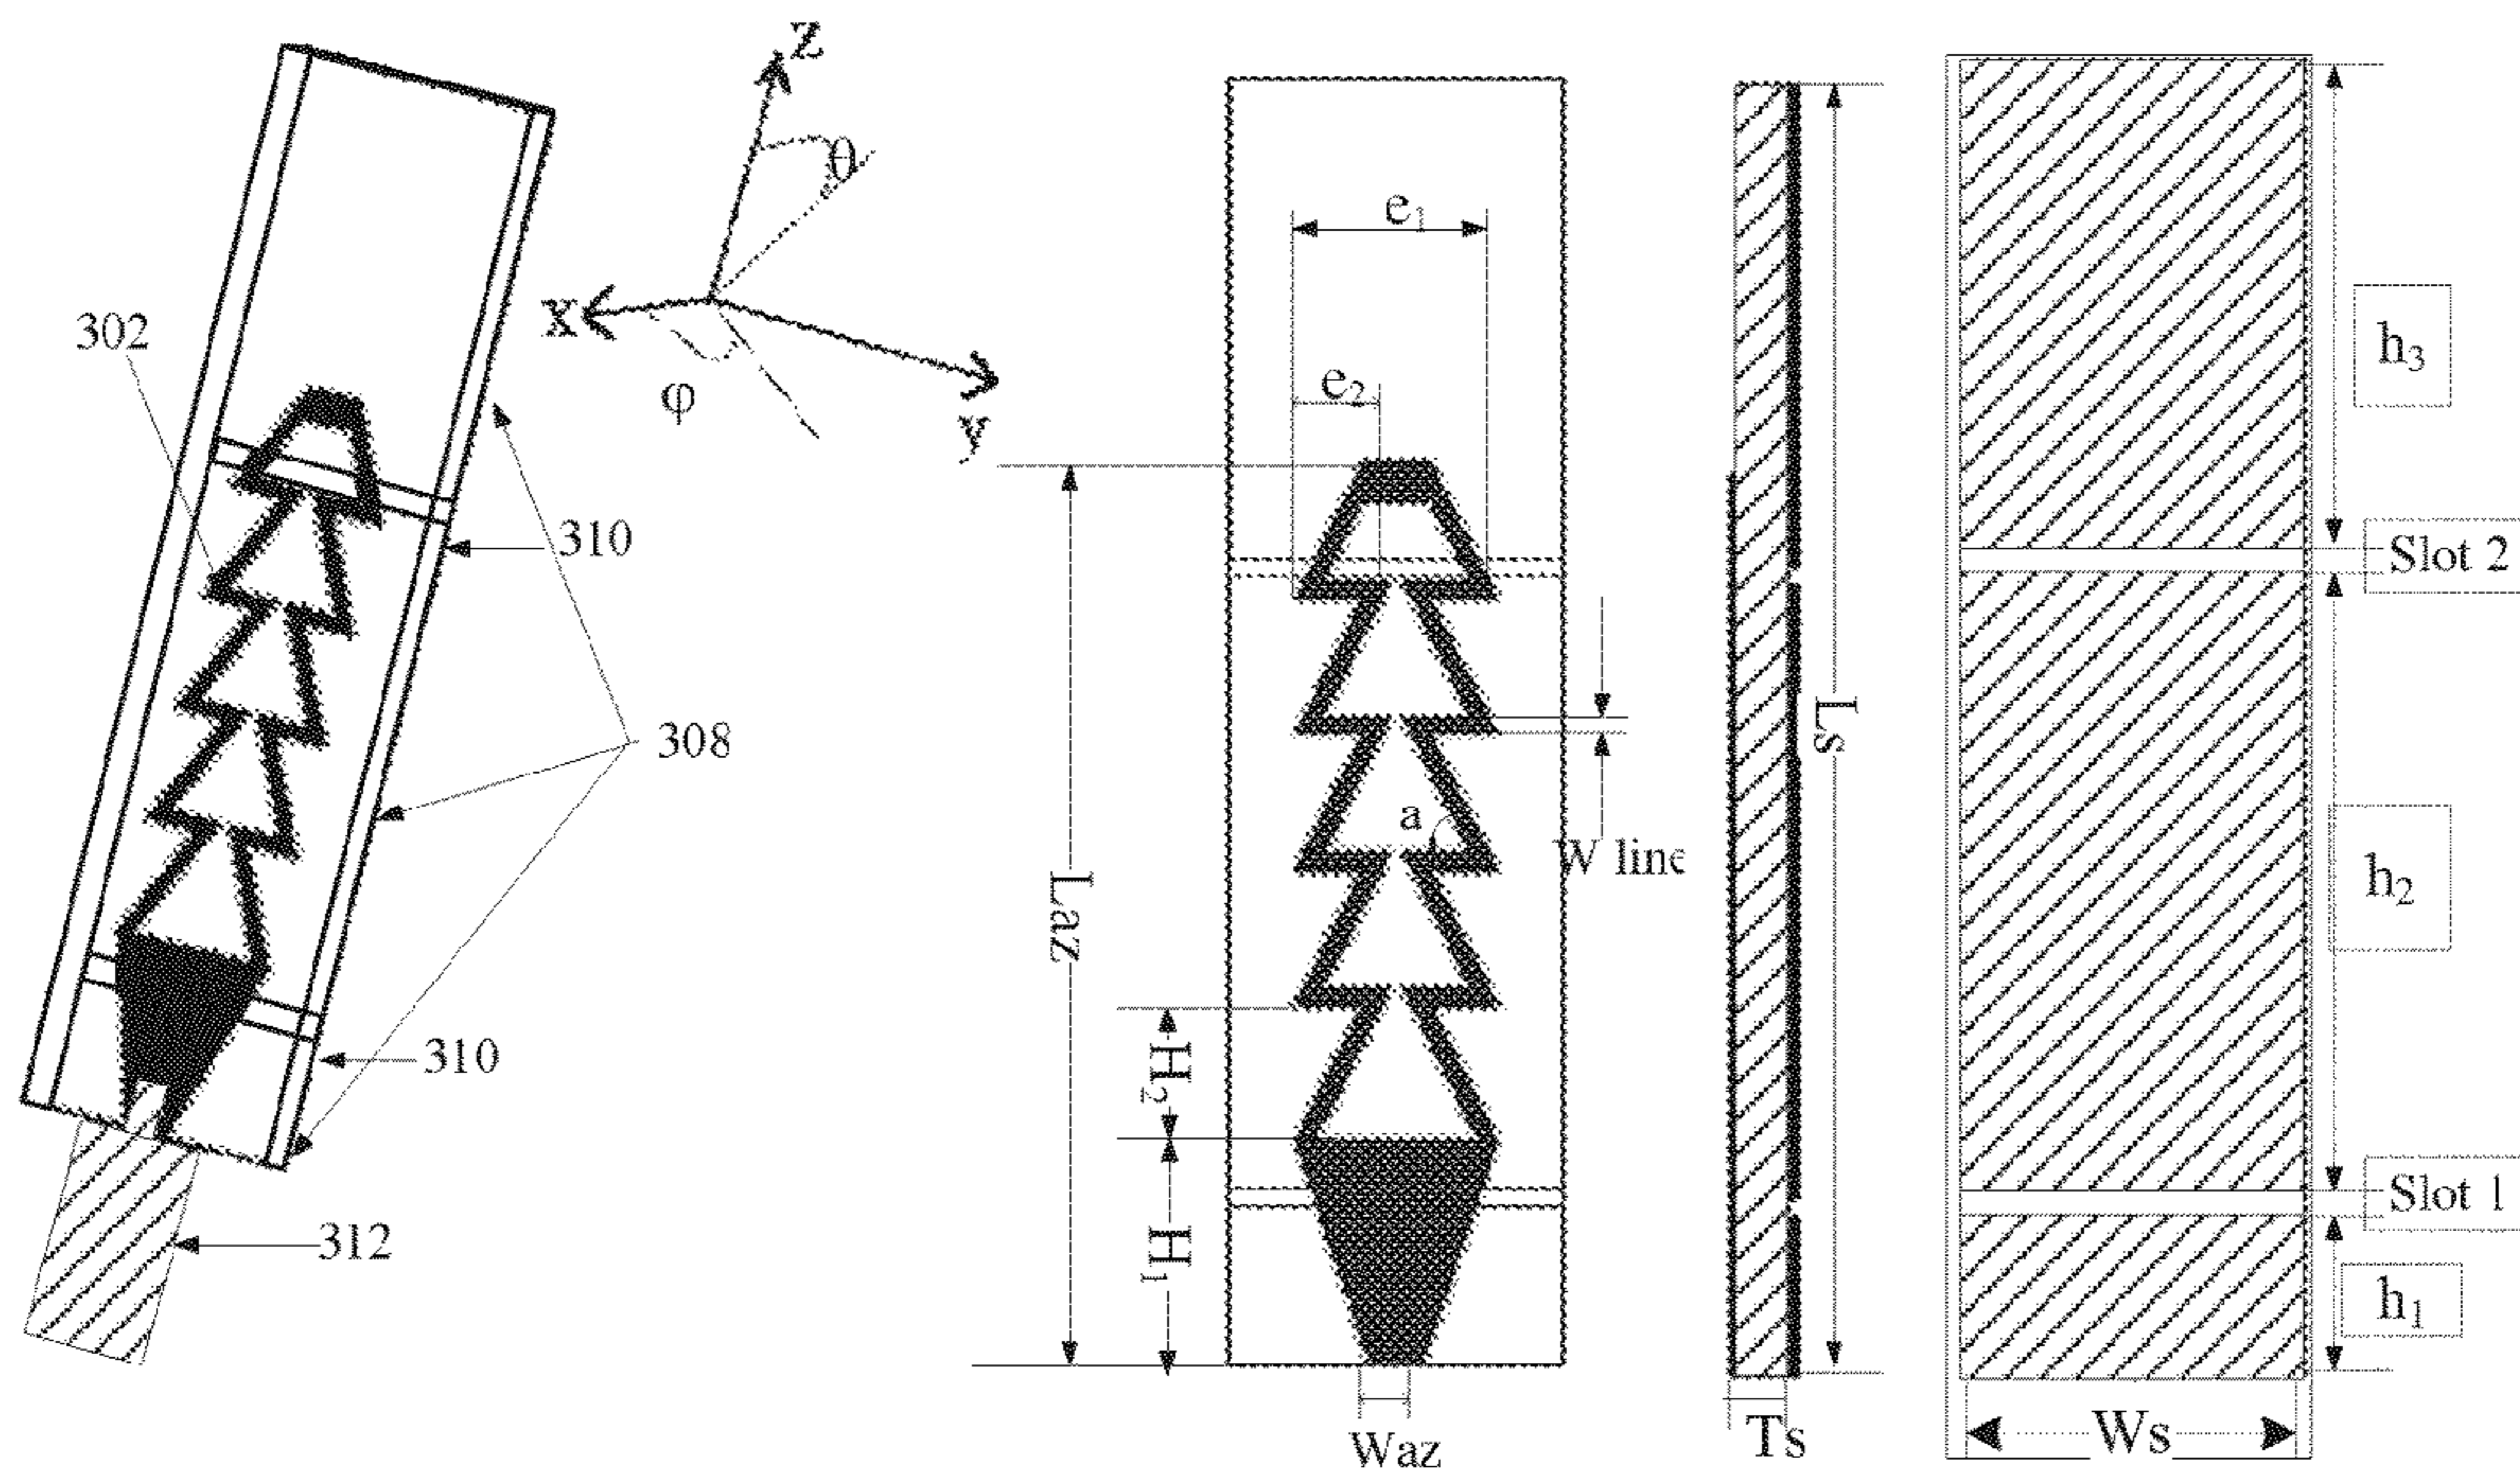 Z
θ
X
φ
y
302
310
308
310
312
e₁
e₂
a
W line
Laz
H₂
H₁
Waz
Ls
Ts
h₃
Slot 2
h₂
Slot 1
h₁
Ws